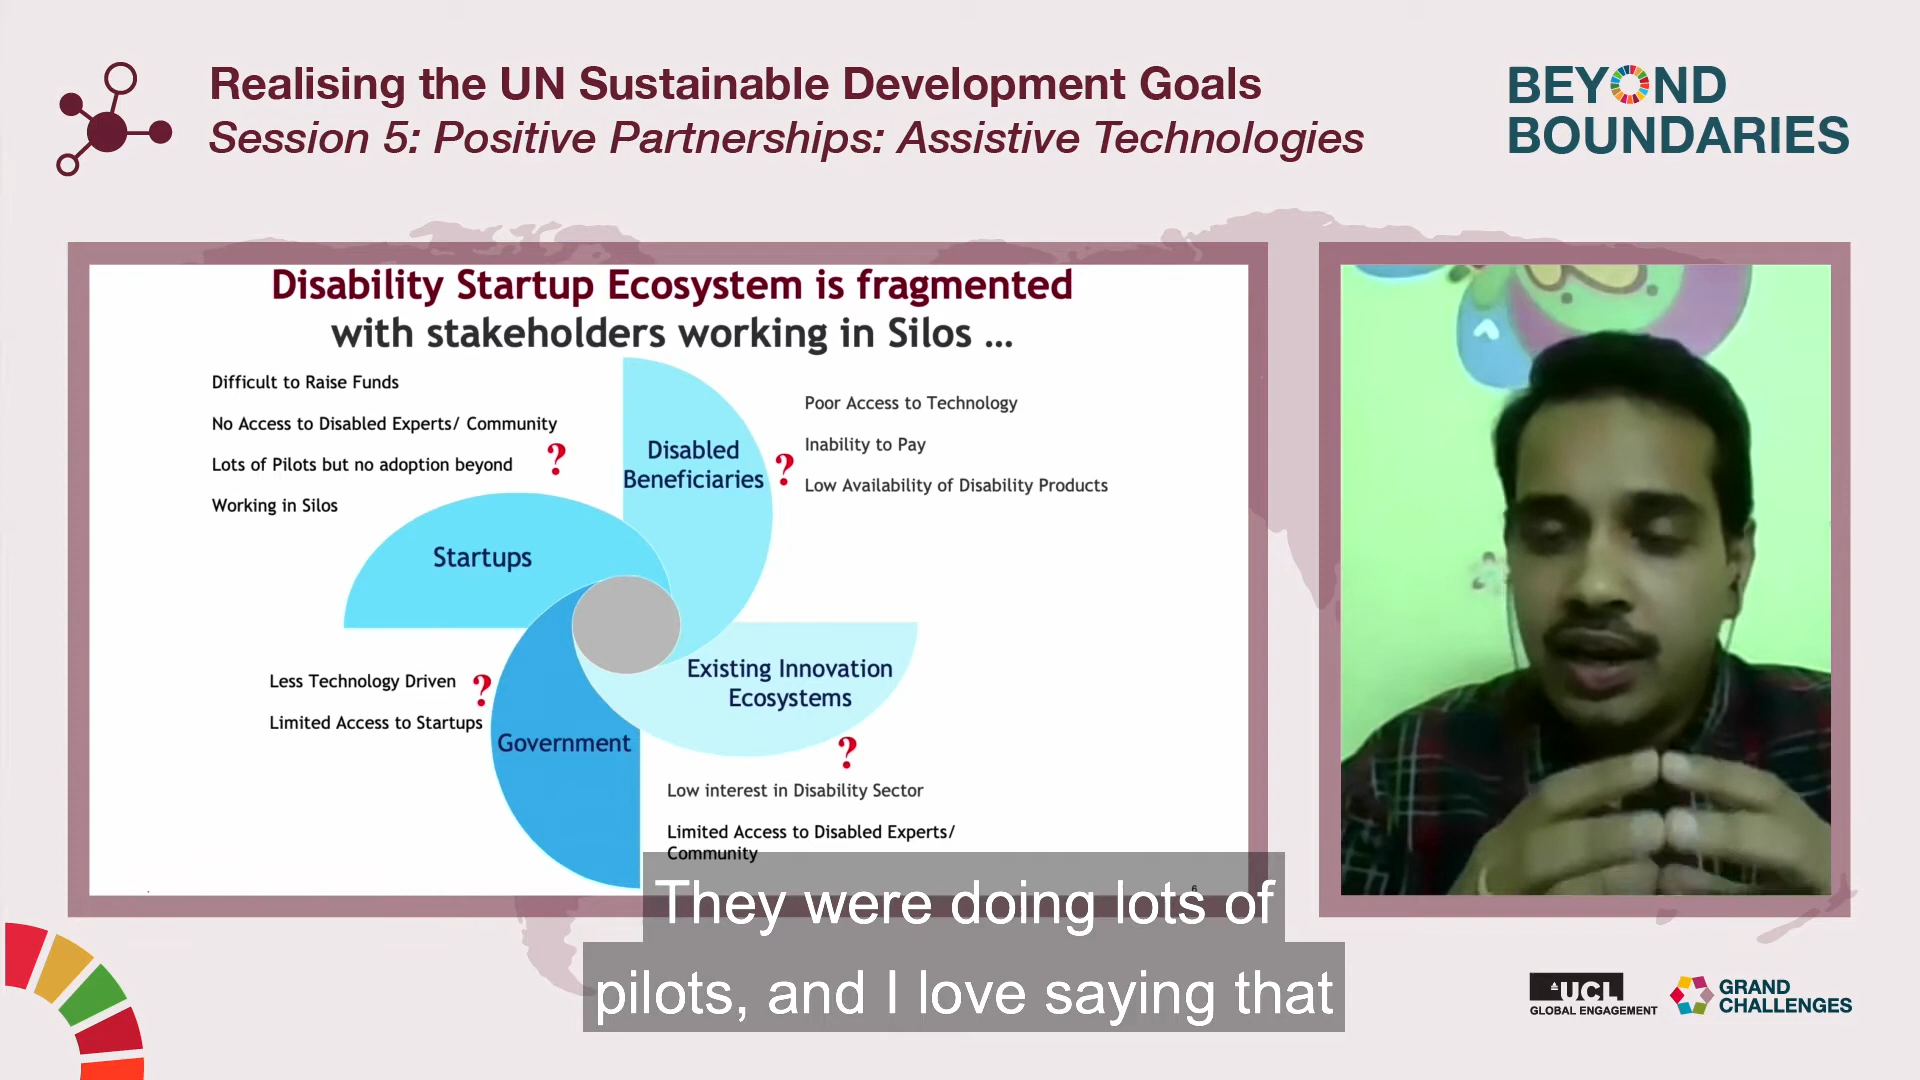 Realising the UN Sustainable Development Goals
Session 5: Positive Partnerships: Assistive Technologies
BEYOND
BOUNDARIES
Disability Startup Ecosystem is fragmented
with stakeholders working in Silos ...
Difficult to Raise Funds
No Access to Disabled Experts/ Community
Lots of Pilots but no adoption beyond
?
Working in Silos
Disabled
Beneficiaries
?
Poor Access to Technology
Inability to Pay
Low Availability of Disability Products
Startups
Less Technology Driven
?
Limited Access to Startups
Government
Existing Innovation
Ecosystems
?
Low interest in Disability Sector
Limited Access to Disabled Experts/
Community
6
They were doing lots of
pilots, and I love saying that
UCL
GLOBAL ENGAGEMENT
GRAND
CHALLENGES